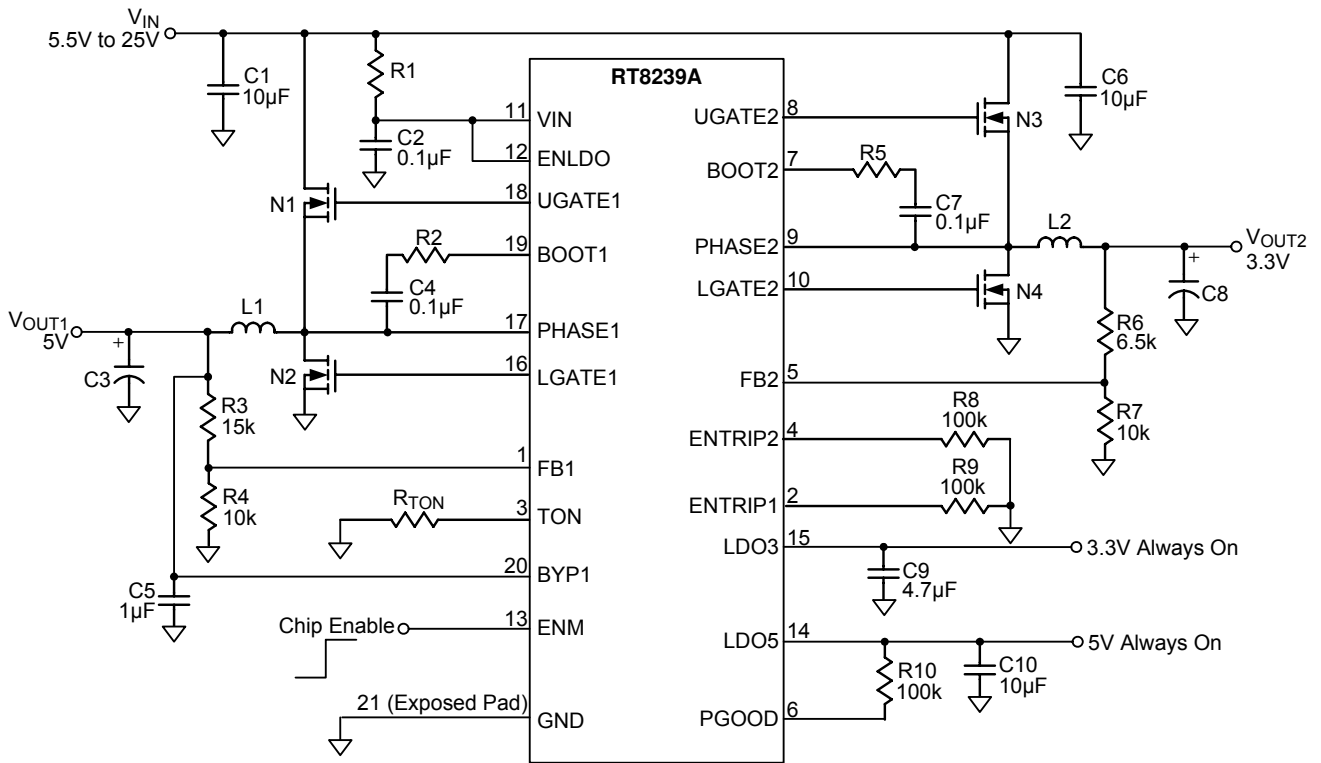 VIN
5.5V to 25V
C1
10µF
R1
C2
0.1µF
RT8239A
11
VIN
12
ENLDO
N1
18
UGATE1
R2
19
BOOT1
C4
0.1µF
L1
VOUT1
5V
+
C3
17
PHASE1
N2
16
LGATE1
R3
15k
1
FB1
R4
10k
RTON
3
TON
20
BYP1
C5
1µF
Chip Enable
13
ENM
21 (Exposed Pad)
GND
UGATE2
8
N3
C6
10µF
BOOT2
7
R5
C7
0.1µF
PHASE2
9
L2
VOUT2
3.3V
+
C8
LGATE2
10
N4
R6
6.5k
FB2
5
R7
10k
ENTRIP2
4
R8
100k
R9
100k
ENTRIP1
2
LDO3
15
3.3V Always On
C9
4.7µF
LDO5
14
5V Always On
R10
100k
C10
10µF
PGOOD
6